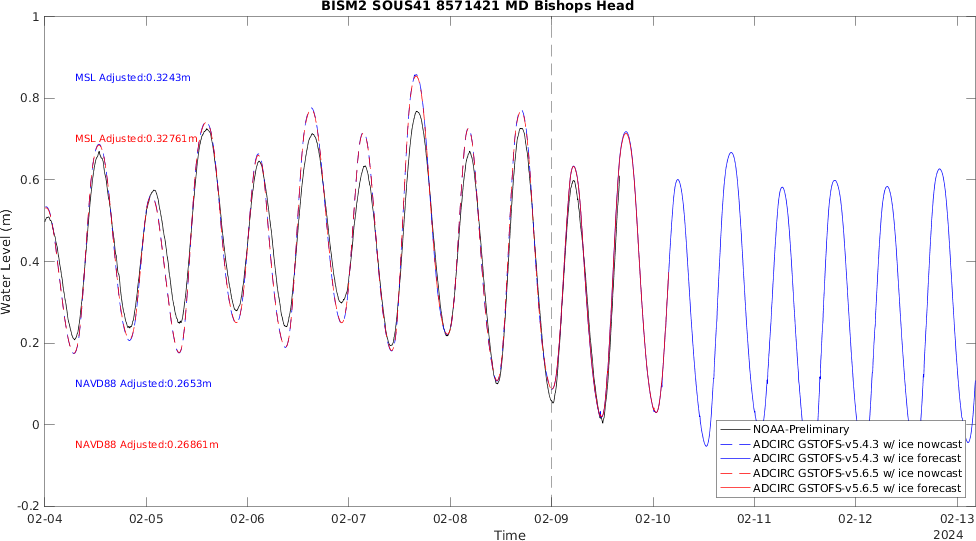 BISM2 SOUS41 8571421 MD Bishops Head
1
0.8
0.6
0.4
0.2
0
-0.2
Water Level (m)
MSL Adjusted:0.3243m
MSL Adjusted:0.32761m
NAVD88 Adjusted:0.2653m
NAVD88 Adjusted:0.26861m
NOAA-Preliminary
ADCIRC GSTOFS-v5.4.3 w/ ice nowcast
ADCIRC GSTOFS-v5.4.3 w/ ice forecast
ADCIRC GSTOFS-v5.6.5 w/ ice nowcast
ADCIRC GSTOFS-v5.6.5 w/ ice forecast
02-04 02-05 02-06 02-07 02-08 02-09 02-10 02-11 02-12 02-13
Time
2024